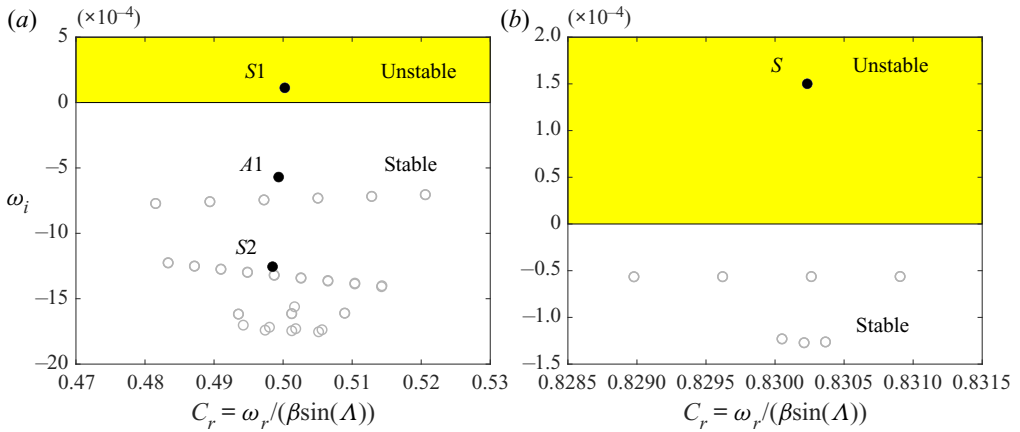 (a) (×10⁻⁴) (b) (×10⁻⁴)
5 2.0
S1 Unstable S Unstable
1.5
0
1.0
A1 Stable
−5 0.5
ω_i
−10 0
S2
−0.5
−15
−1.0 Stable
−20 −1.5
0.47 0.48 0.49 0.50 0.51 0.52 0.53 0.8285 0.8290 0.8295 0.8300 0.8305 0.8310 0.8315
C_r = ω_r/(βsin(Λ)) C_r = ω_r/(βsin(Λ))